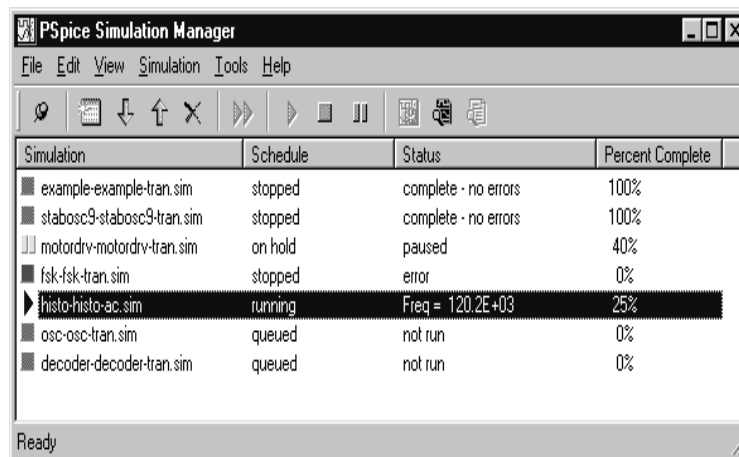 PSpice Simulation Manager
File Edit View Simulation Tools Help
Simulation Schedule Status Percent Complete
example-example-tran.sim stopped complete - no errors 100%
stabosc9-stabosc9-tran.sim stopped complete - no errors 100%
motordrv-motordrv-tran.sim on hold paused 40%
fsk-fsk-tran.sim stopped error 0%
histo-histo-ac.sim running Freq = 120.2E+03 25%
osc-osc-tran.sim queued not run 0%
decoder-decoder-tran.sim queued not run 0%
Ready